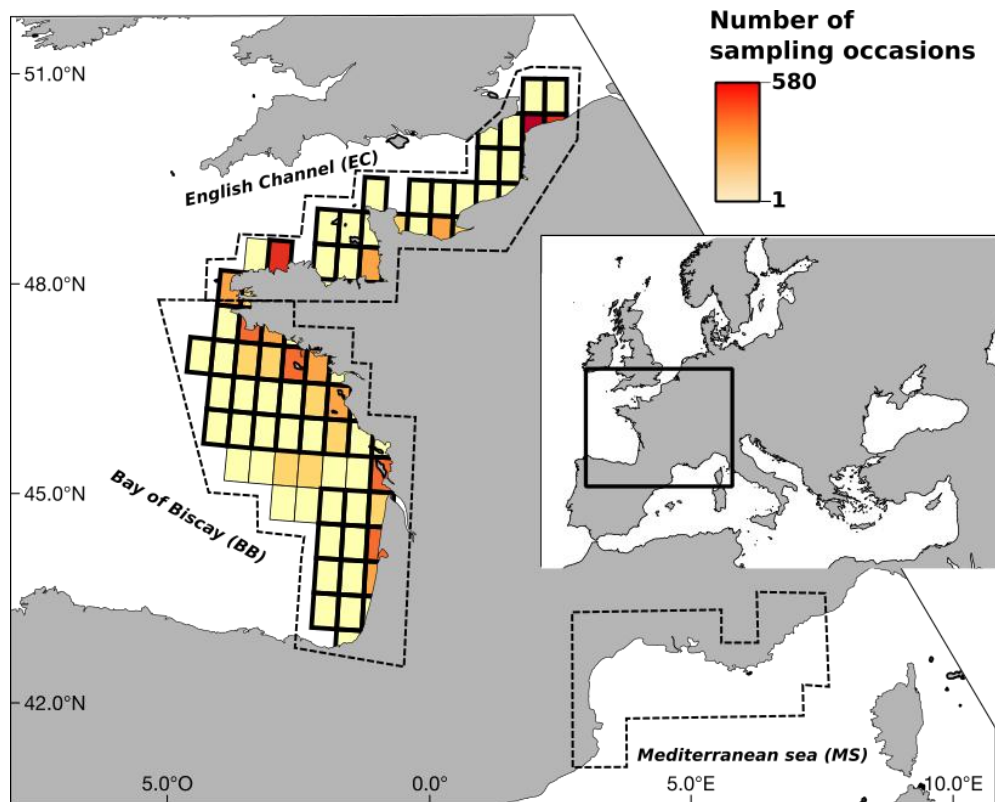 Number of
sampling occasions
51.0°N
580
1
English Channel (EC)
48.0°N
45.0°N
Bay of Biscay (BB)
42.0°N
Mediterranean sea (MS)
5.0°O
0.0°
5.0°E
10.0°E